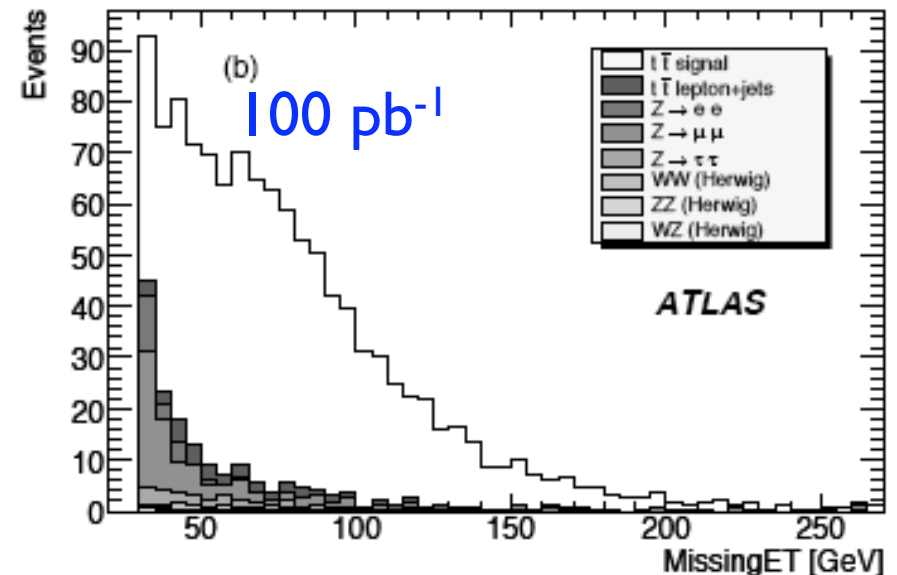 Events
90
80
70
60
50
40
30
20
10
0
(b)
100 pb-1
t t̅ signal
t t̅ lepton+jets
Z → e e
Z → μ μ
Z → τ τ
WW (Herwig)
ZZ (Herwig)
WZ (Herwig)
ATLAS
50 100 150 200 250
MissingET [GeV]